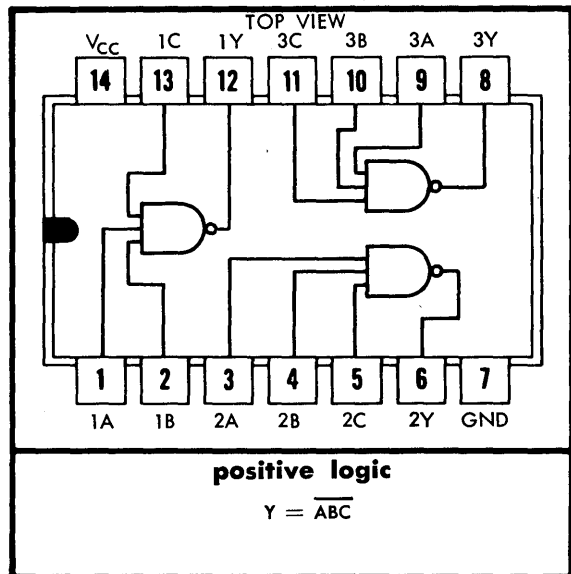 TOP VIEW
VCC 1C 1Y 3C 3B 3A 3Y
14 13 12 11 10 9 8
1 2 3 4 5 6 7
1A 1B 2A 2B 2C 2Y GND
positive logic
Y = \overline{ABC}